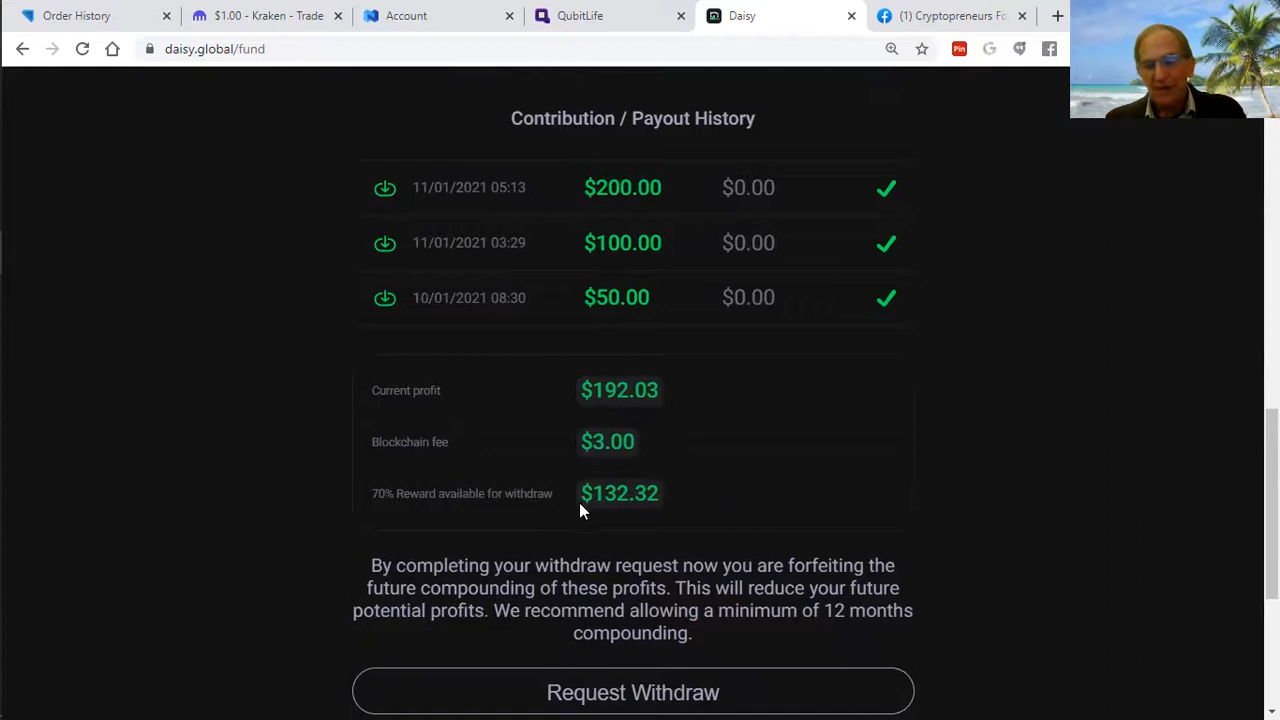 Order History
$1.00 - Kraken - Trade
Account
QubitLife
Daisy
(1) Cryptopreneurs Fo
daisy.global/fund
Pin
Contribution / Payout History
11/01/2021 05:13 $200.00 $0.00
11/01/2021 03:29 $100.00 $0.00
10/01/2021 08:30 $50.00 $0.00
Current profit $192.03
Blockchain fee $3.00
70% Reward available for withdraw $132.32
By completing your withdraw request now you are forfeiting the
future compounding of these profits. This will reduce your future
potential profits. We recommend allowing a minimum of 12 months
compounding.
Request Withdraw